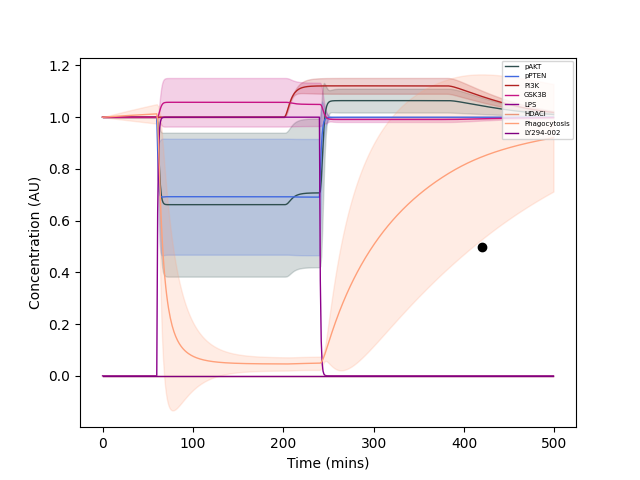 1.2
1.0
0.8
0.6
0.4
0.2
0.0
Concentration (AU)
0
100
200
300
400
500
Time (mins)
pAKT
pPTEN
PI3K
GSK3B
LPS
HDACi
Phagocytosis
LY294-002